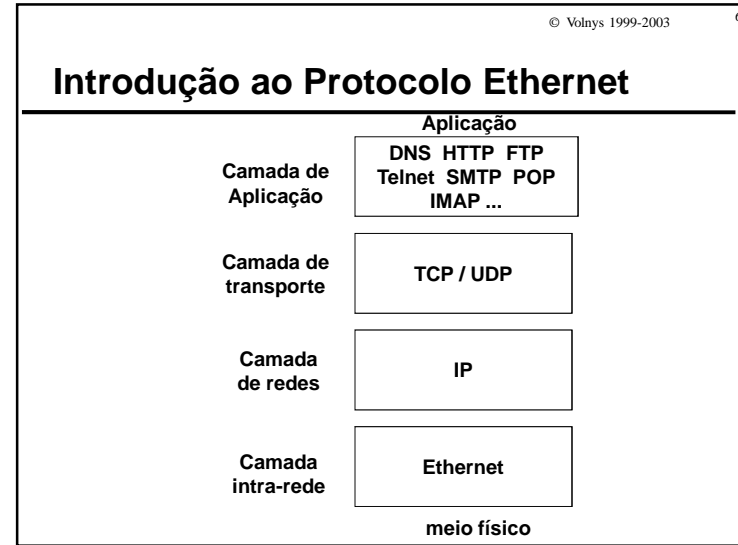 © Volnys 1999-2003
6
Introdução ao Protocolo Ethernet
Aplicação
Camada de
Aplicação
DNS HTTP FTP
Telnet SMTP POP
IMAP ...
Camada de
transporte
TCP / UDP
Camada
de redes
IP
Camada
intra-rede
Ethernet
meio físico